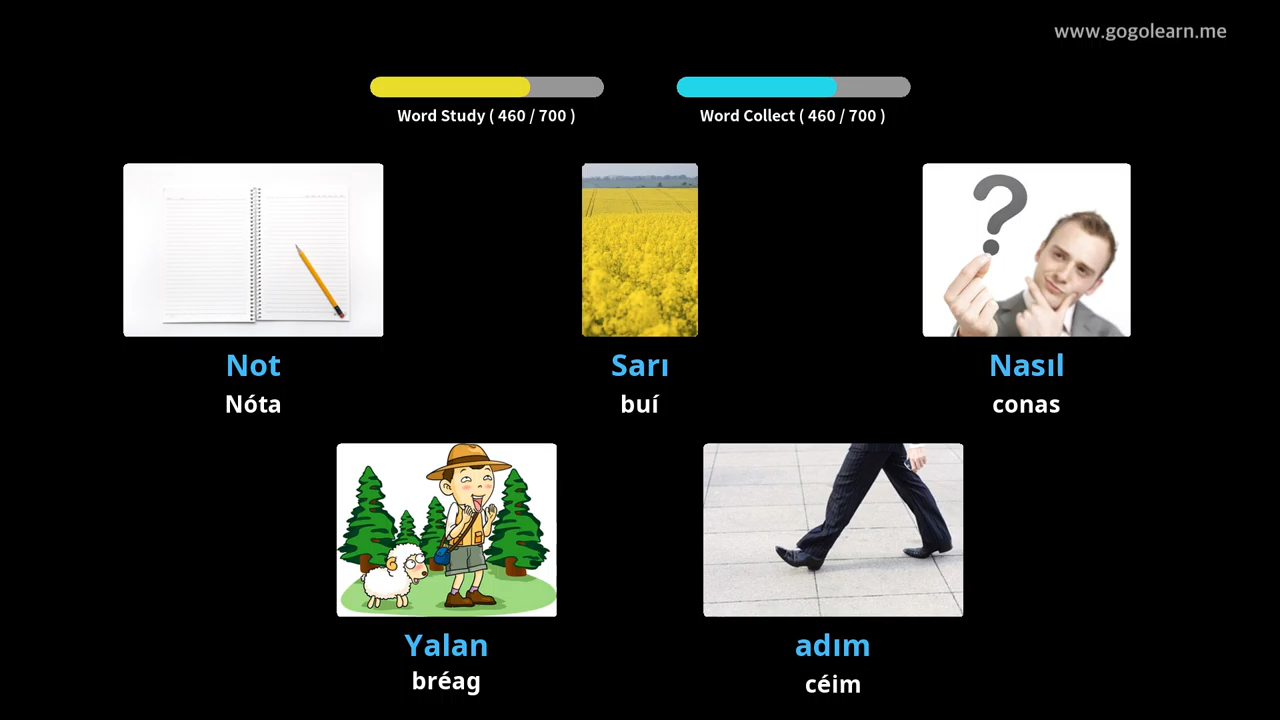 www.gogolearn.me
Word Study ( 460 / 700 )
Word Collect ( 460 / 700 )
Not
Nóta
Sarı
buí
Nasıl
conas
Yalan
bréag
adım
céim